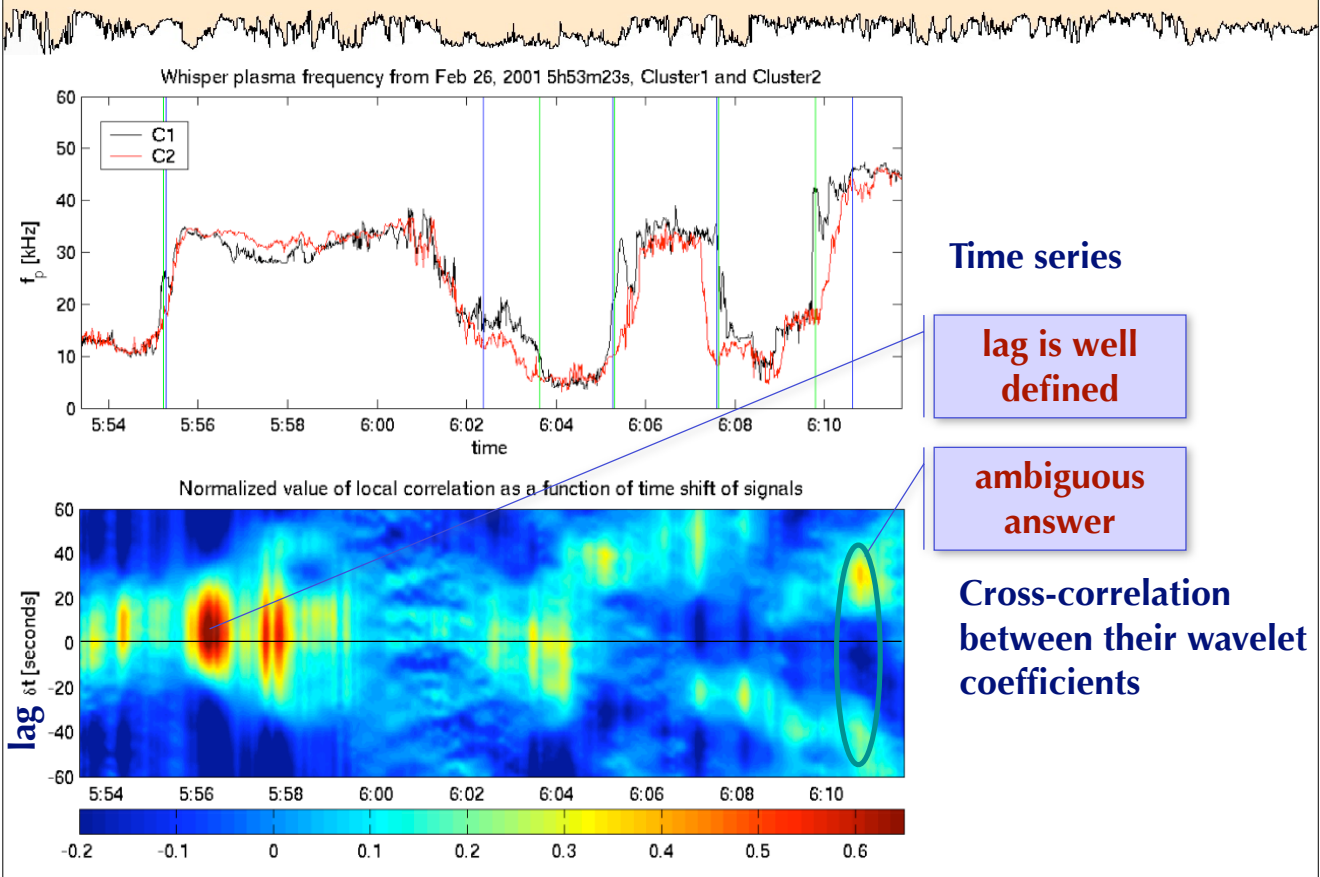 Whisper plasma frequency from Feb 26, 2001 5h53m23s, Cluster1 and Cluster2
60
50
40
30
20
10
0
f_p [kHz]
C1
C2
5:54 5:56 5:58 6:00 6:02 6:04 6:06 6:08 6:10
time
Time series
lag is well
defined
ambiguous
answer
Cross-correlation
between their wavelet
coefficients
Normalized value of local correlation as a function of time shift of signals
60
40
20
0
-20
-40
-60
lag δt [seconds]
5:54 5:56 5:58 6:00 6:02 6:04 6:06 6:08 6:10
-0.2 -0.1 0 0.1 0.2 0.3 0.4 0.5 0.6